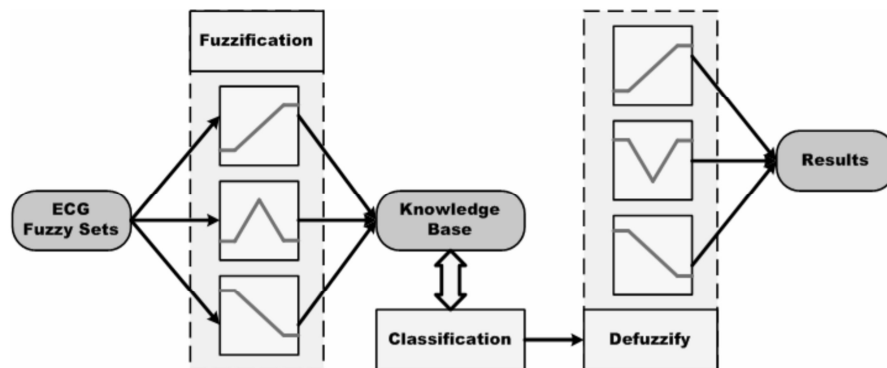 Fuzzification
ECG
Fuzzy Sets
Knowledge
Base
Classification
Defuzzify
Results